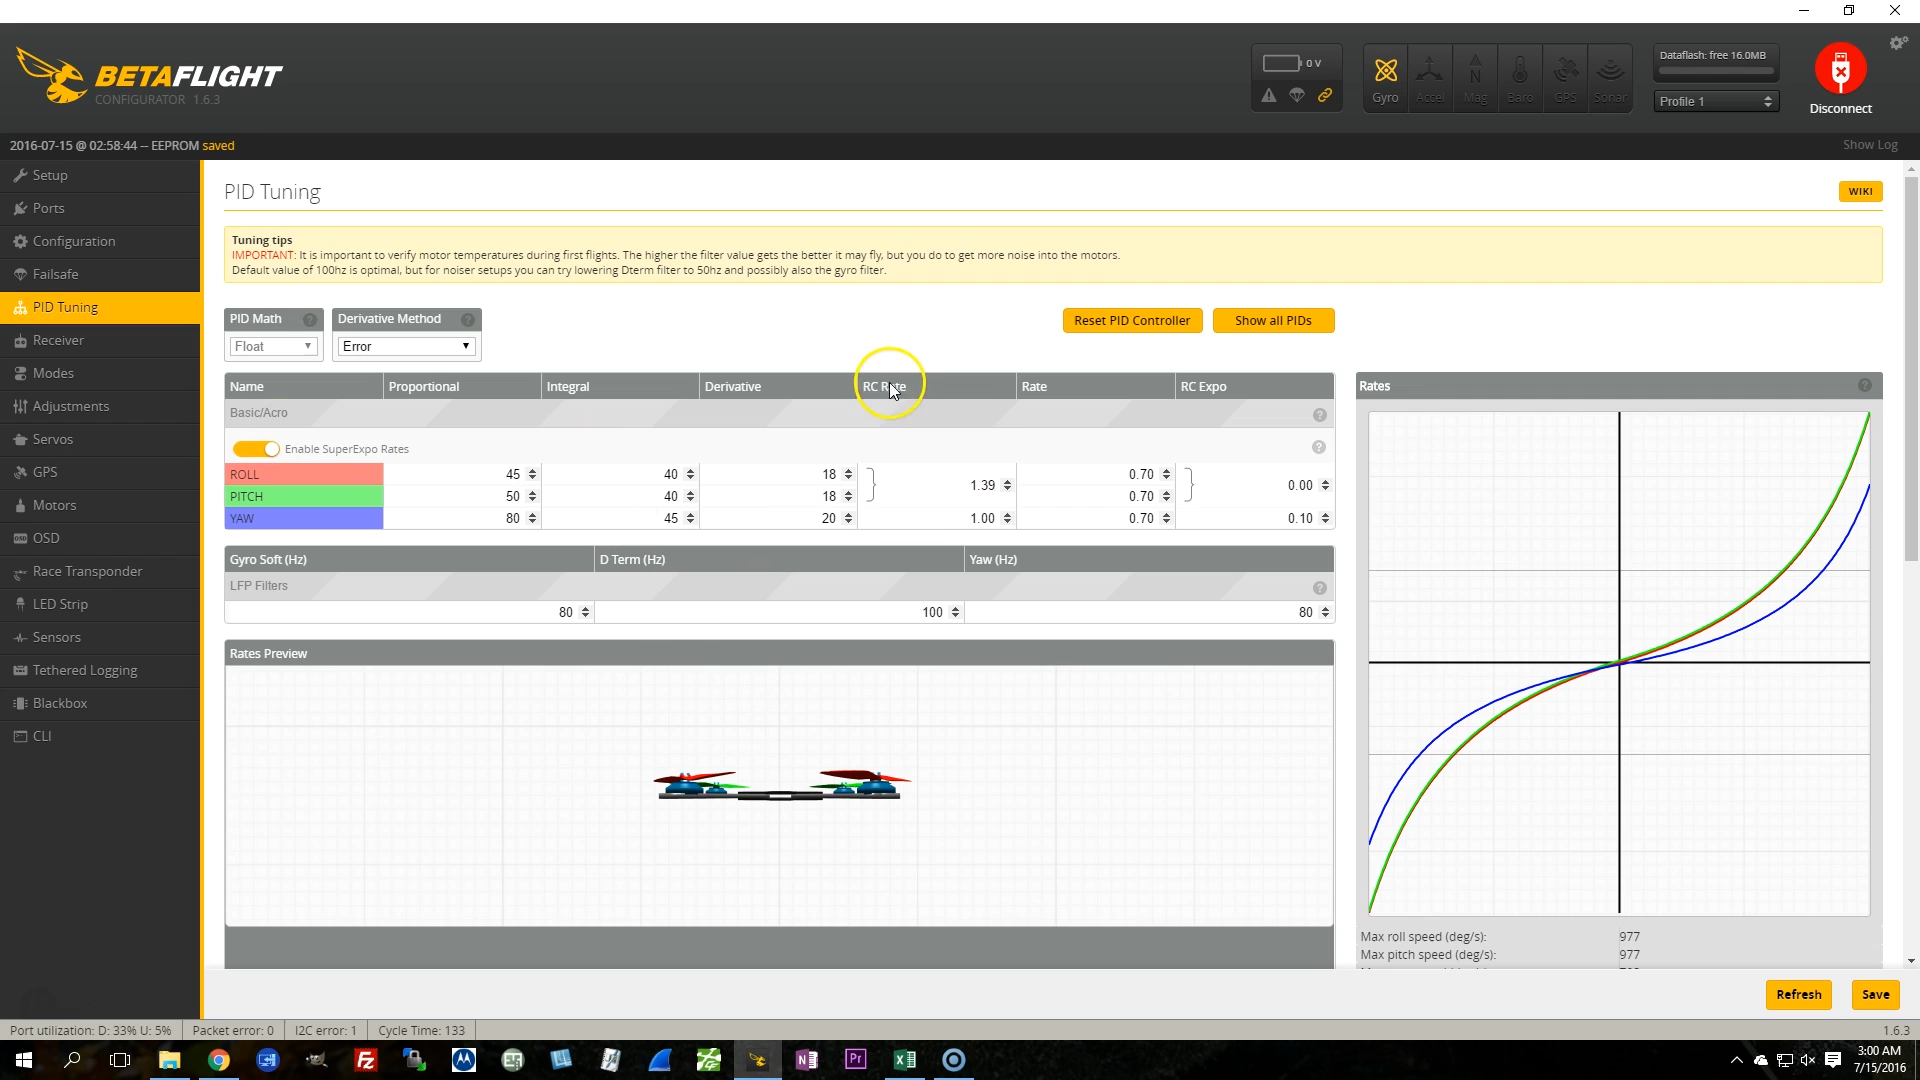 BETAFLIGHT
CONFIGURATOR 1.6.3
0 V
Gyro
Accel
Mag
Baro
GPS
Sonar
Dataflash: free 16.0MB
Profile 1
Disconnect
2016-07-15 @ 02:58:44 -- EEPROM saved
Show Log
Setup
Ports
Configuration
Failsafe
PID Tuning
Receiver
Modes
Adjustments
Servos
GPS
Motors
OSD
Race Transponder
LED Strip
Sensors
Tethered Logging
Blackbox
CLI
PID Tuning
WIKI
Tuning tips
IMPORTANT: It is important to verify motor temperatures during first flights. The higher the filter value gets the better it may fly, but you do to get more noise into the motors.
Default value of 100hz is optimal, but for noiser setups you can try lowering Dterm filter to 50hz and possibly also the gyro filter.
PID Math
Float
Derivative Method
Error
Reset PID Controller
Show all PIDs
Name Proportional Integral Derivative RC Rate Rate RC Expo
Basic/Acro
Enable SuperExpo Rates
ROLL 45 40 18 0.70
1.39 0.00
PITCH 50 40 18 0.70
YAW 80 45 20 1.00 0.70 0.10
Gyro Soft (Hz) D Term (Hz) Yaw (Hz)
LFP Filters
80 100 80
Rates Preview
Rates
Max roll speed (deg/s): 977
Max pitch speed (deg/s): 977
Refresh
Save
Port utilization: D: 33% U: 5% Packet error: 0 I2C error: 1 Cycle Time: 133
1.6.3
3:00 AM
7/15/2016